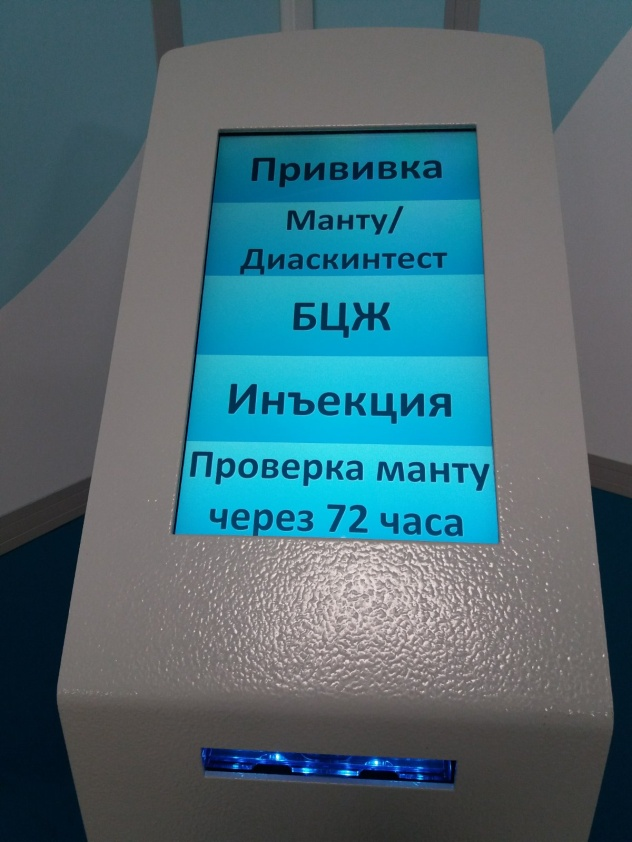 Прививка
Манту/
Диаскинтест
БЦЖ
Инъекция
Проверка манту
через 72 часа